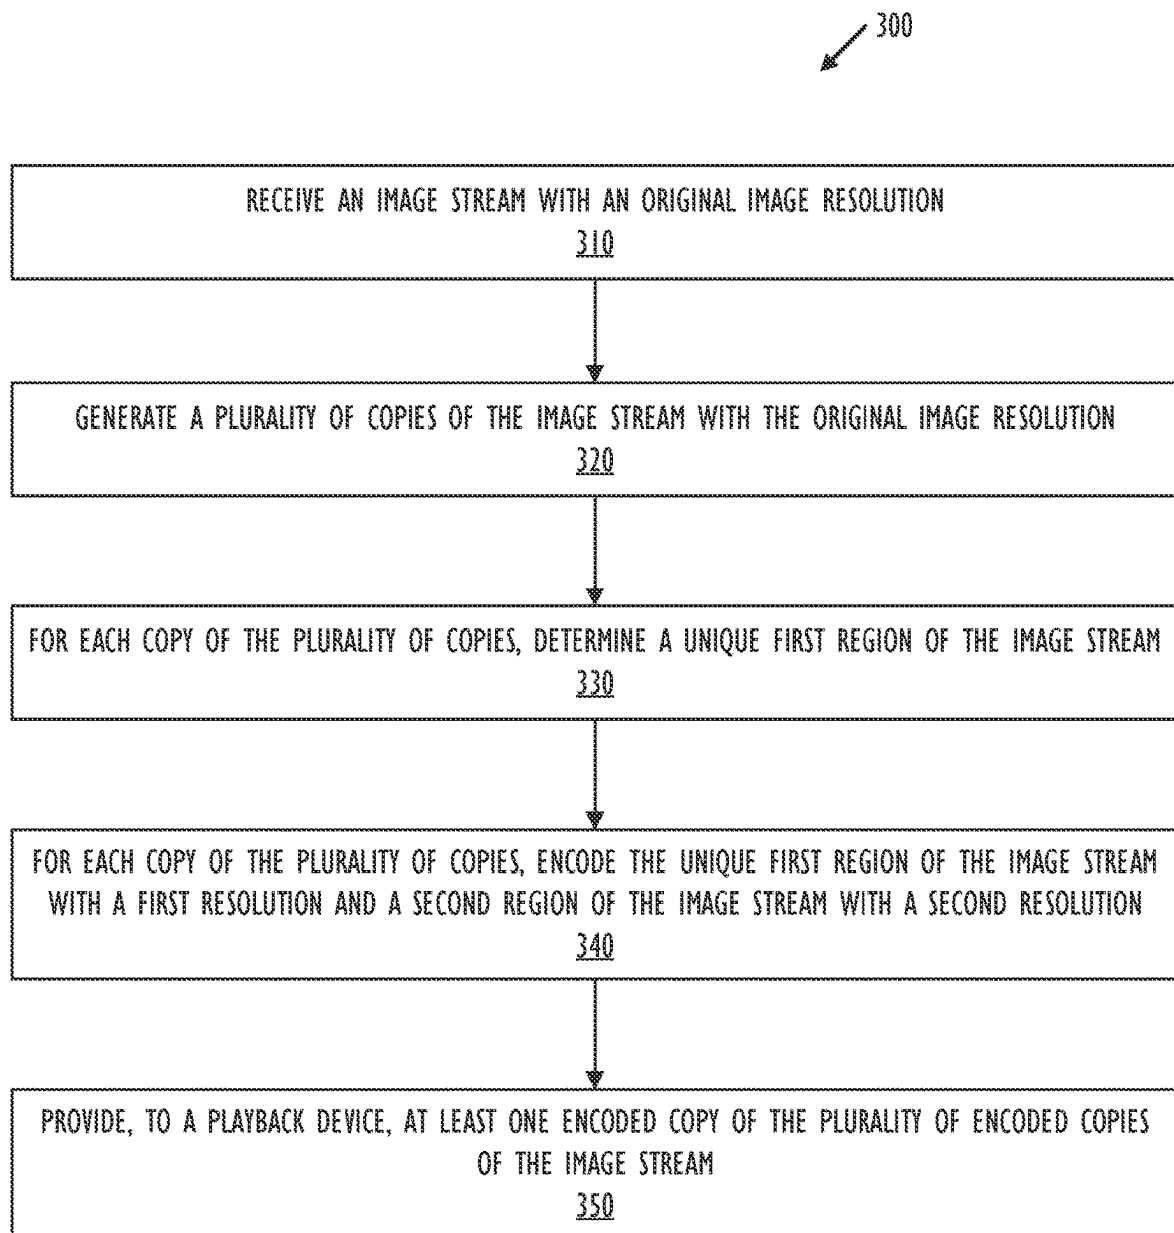 300
RECEIVE AN IMAGE STREAM WITH AN ORIGINAL IMAGE RESOLUTION
310
GENERATE A PLURALITY OF COPIES OF THE IMAGE STREAM WITH THE ORIGINAL IMAGE RESOLUTION
320
FOR EACH COPY OF THE PLURALITY OF COPIES, DETERMINE A UNIQUE FIRST REGION OF THE IMAGE STREAM
330
FOR EACH COPY OF THE PLURALITY OF COPIES, ENCODE THE UNIQUE FIRST REGION OF THE IMAGE STREAM
WITH A FIRST RESOLUTION AND A SECOND REGION OF THE IMAGE STREAM WITH A SECOND RESOLUTION
340
PROVIDE, TO A PLAYBACK DEVICE, AT LEAST ONE ENCODED COPY OF THE PLURALITY OF ENCODED COPIES
OF THE IMAGE STREAM
350